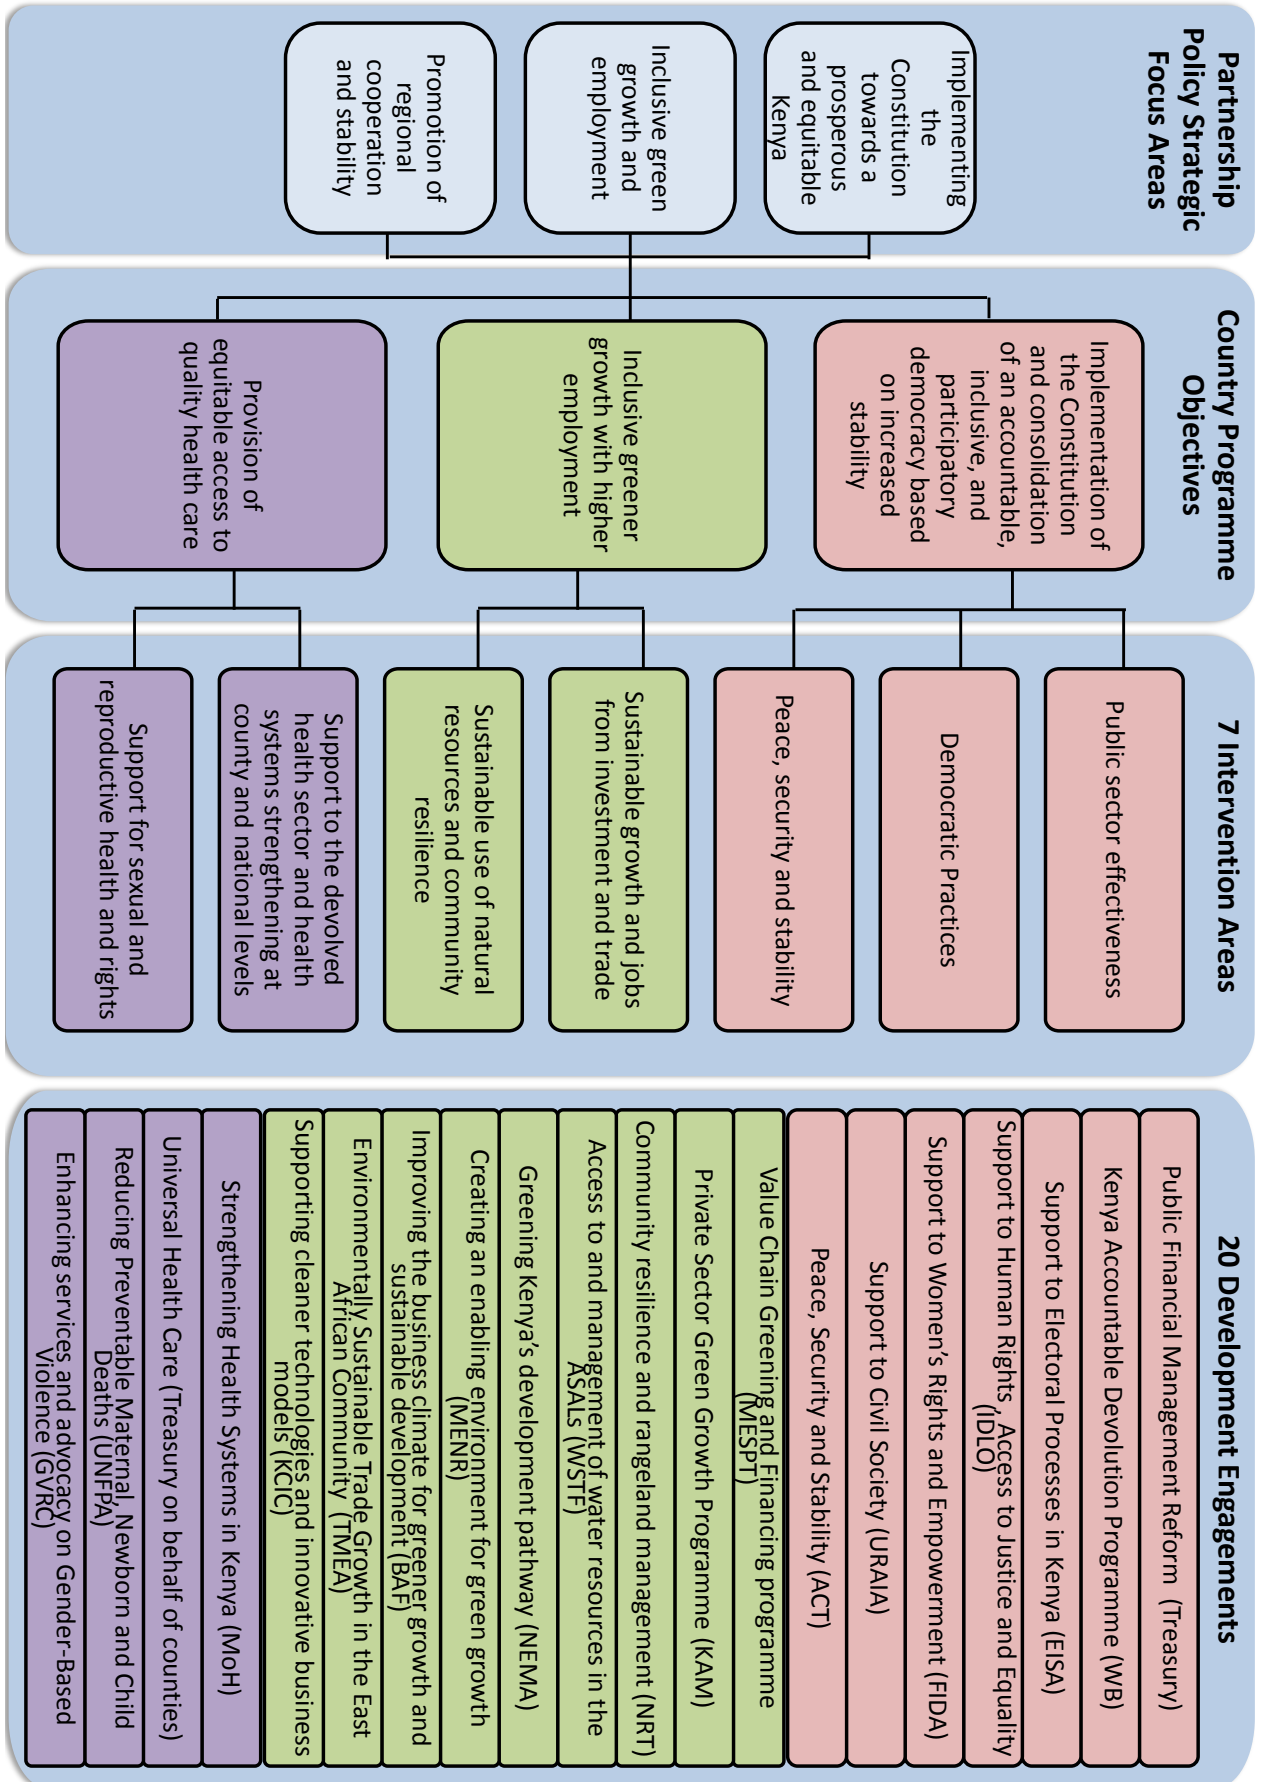 Partnership
Policy Strategic
Focus Areas
Implementing
the
Constitution
towards a
prosperous
and equitable
Kenya
Inclusive green
growth and
employment
Promotion of
regional
cooperation
and stability
Country Programme
Objectives
Implementation of
the Constitution
and consolidation
of an accountable,
inclusive, and
participatory
democracy based
on increased
stability
Inclusive greener
growth with higher
employment
Provision of
equitable access to
quality health care
7 Intervention Areas
Public sector effectiveness
Democratic Practices
Peace, security and stability
Sustainable growth and jobs
from investment and trade
Sustainable use of natural
resources and community
resilience
Support to the devolved
health sector and health
systems strengthening at
county and national levels
Support for sexual and
reproductive health and rights
20 Development Engagements
Public Financial Management Reform (Treasury)
Kenya Accountable Devolution Programme (WB)
Support to Electoral Processes in Kenya (EISA)
Support to Human Rights, Access to Justice and Equality
(IDLO)
Support to Women's Rights and Empowerment (FIDA)
Support to Civil Society (URAIA)
Peace, Security and Stability (ACT)
Value Chain Greening and Financing programme
(MESPT)
Private Sector Green Growth Programme (KAM)
Community resilience and rangeland management (NRT)
Access to and management of water resources in the
ASALs (WSTF)
Greening Kenya's development pathway (NEMA)
Creating an enabling environment for green growth
(MENR)
Improving the business climate for greener growth and
sustainable development (BAF)
Environmentally Sustainable Trade Growth in the East
African Community (TMEA)
Supporting cleaner technologies and innovative business
models (KCIC)
Strengthening Health Systems in Kenya (MoH)
Universal Health Care (Treasury on behalf of counties)
Reducing Preventable Maternal, Newborn and Child
Deaths (UNFPA)
Enhancing services and advocacy on Gender-Based
Violence (GVRC)